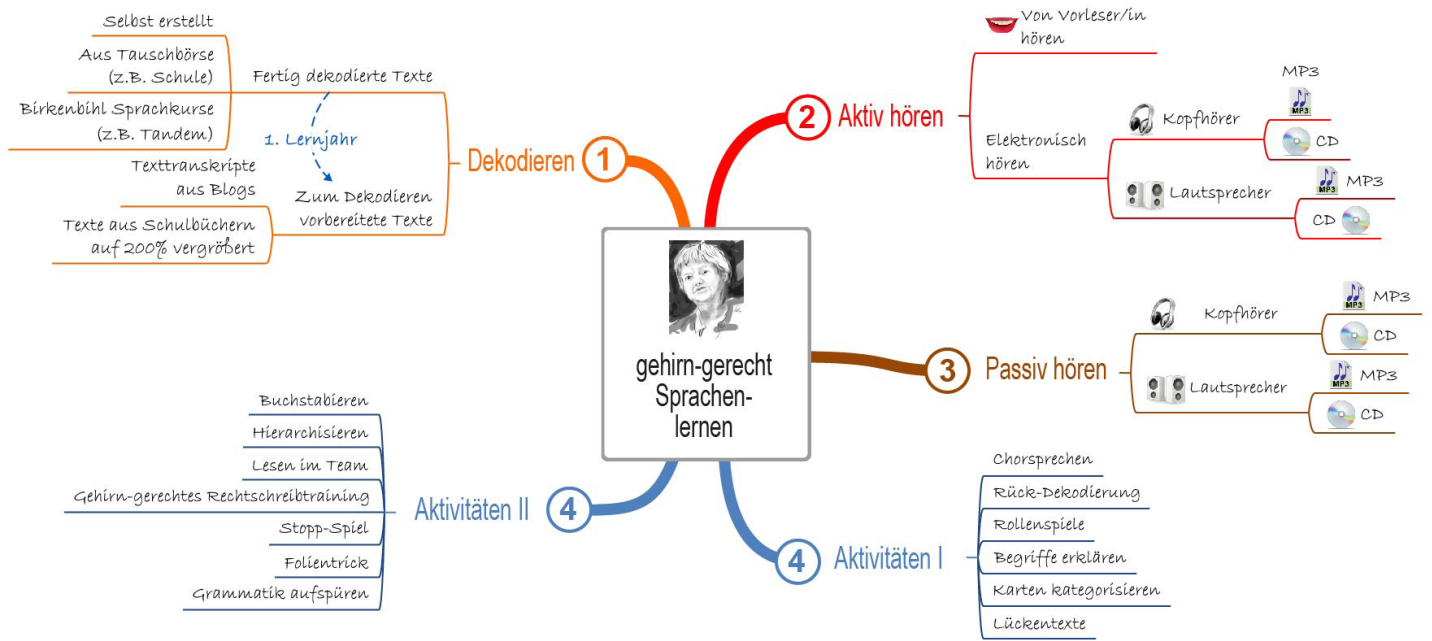 gehirn-gerecht
Sprachen-
lernen
1
Dekodieren
Fertig dekodierte Texte
Selbst erstellt
Aus Tauschbörse
(z.B. Schule)
Birkenbihl Sprachkurse
(z.B. Tandem)
1. Lernjahr
Zum Dekodieren
vorbereitete Texte
Texttranskripte
aus Blogs
Texte aus Schulbüchern
auf 200% vergrößert
2
Aktiv hören
Von Vorleser/in
hören
Elektronisch
hören
Kopfhörer
MP3
MP3
CD
Lautsprecher
MP3
MP3
CD
3
Passiv hören
Kopfhörer
MP3
MP3
CD
Lautsprecher
MP3
MP3
CD
4
Aktivitäten I
Chorsprechen
Rück-Dekodierung
Rollenspiele
Begriffe erklären
Karten kategorisieren
Lückentexte
4
Aktivitäten II
Buchstabieren
Hierarchisieren
Lesen im Team
Gehirn-gerechtes Rechtschreibtraining
Stopp-Spiel
Folientrick
Grammatik aufspüren